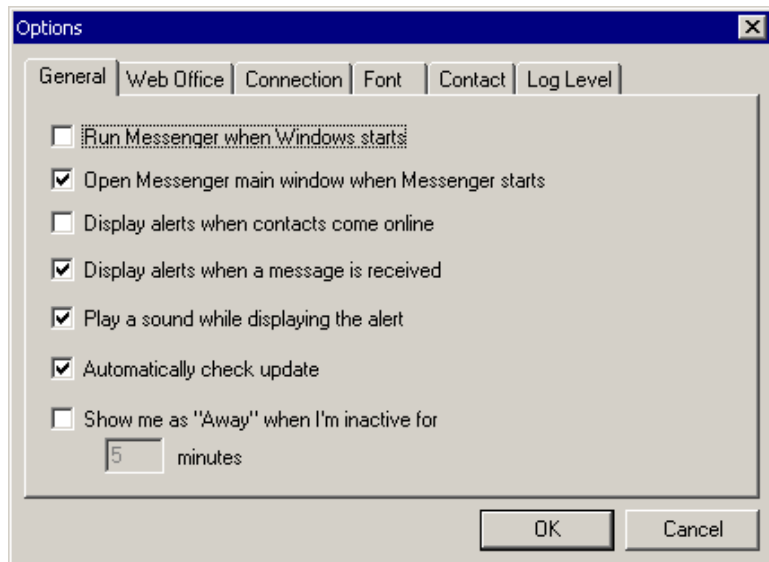 Options
General Web Office Connection Font Contact Log Level
Run Messenger when Windows starts
Open Messenger main window when Messenger starts
Display alerts when contacts come online
Display alerts when a message is received
Play a sound while displaying the alert
Automatically check update
Show me as "Away" when I'm inactive for
5 minutes
OK Cancel